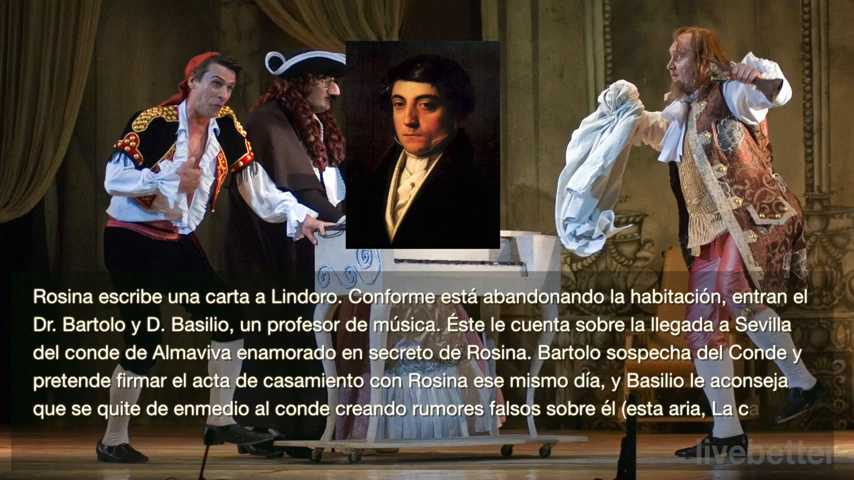 Rosina escribe una carta a Lindoro. Conforme está abandonando la habitación, entran el
Dr. Bartolo y D. Basilio, un profesor de música. Éste le cuenta sobre la llegada a Sevilla
del conde de Almaviva enamorado en secreto de Rosina. Bartolo sospecha del Conde y
pretende firmar el acta de casamiento con Rosina ese mismo día, y Basilio le aconseja
que se quite de enmedio al conde creando rumores falsos sobre él (esta aria, La ca
livebetter